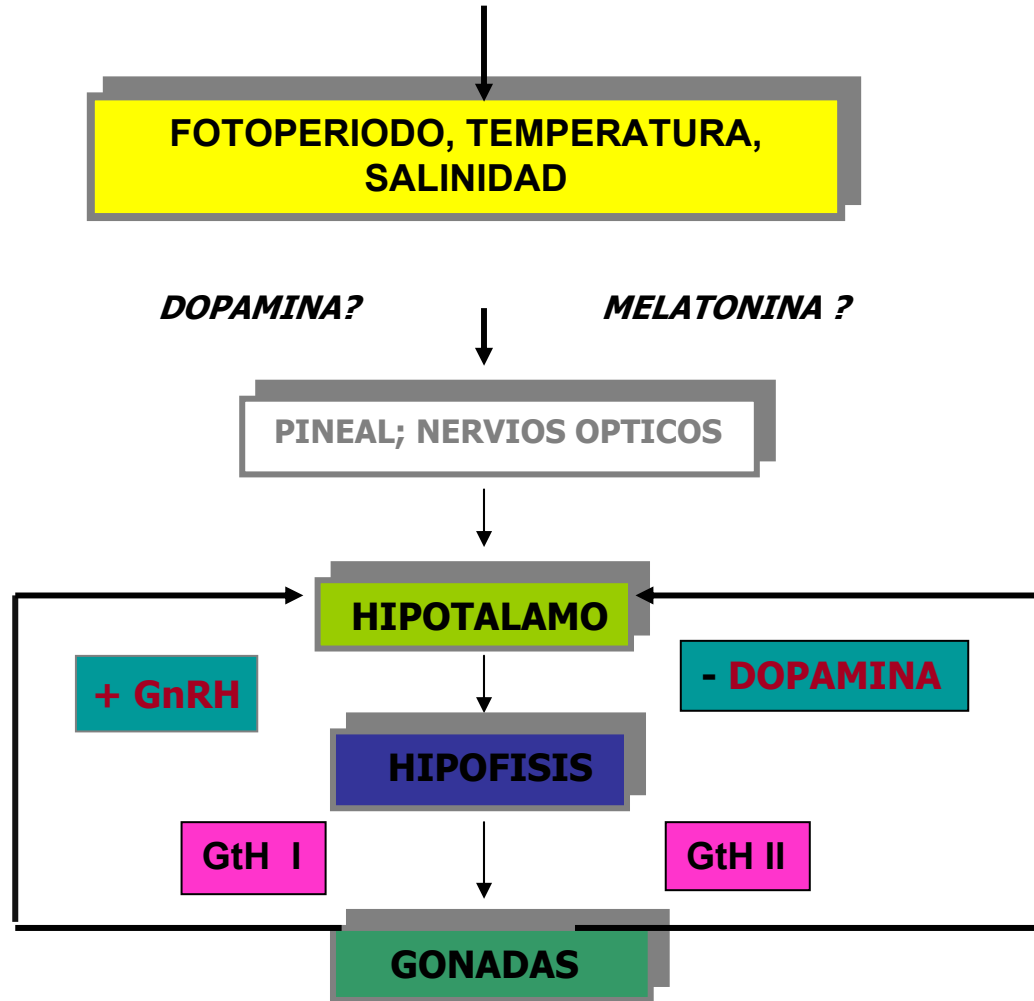 FOTOPERIODO, TEMPERATURA,
SALINIDAD
DOPAMINA?
MELATONINA ?
PINEAL; NERVIOS OPTICOS
HIPOTALAMO
+ GnRH
- DOPAMINA
HIPOFISIS
GtH I
GtH II
GONADAS